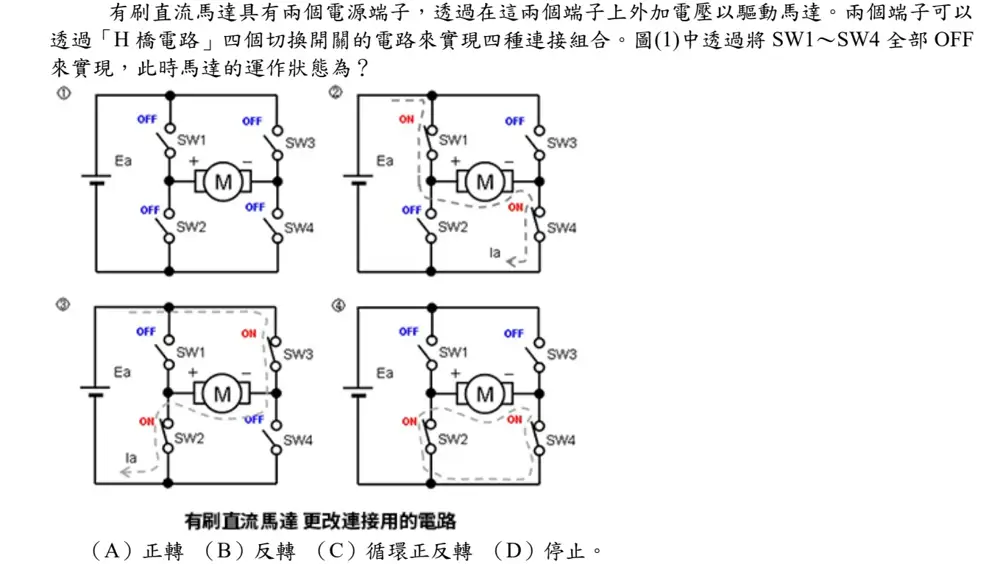 有刷直流馬達具有兩個電源端子，透過在這兩個端子上外加電壓以驅動馬達。兩個端子可以
透過「H 橋電路」四個切換開關的電路來實現四種連接組合。圖(1)中透過將 SW1～SW4 全部 OFF
來實現，此時馬達的運作狀態為？
①
OFF
OFF
SW1
SW3
Ea
+
−
M
OFF
OFF
SW2
SW4
②
ON
OFF
SW1
SW3
Ea
+
−
M
OFF
ON
SW2
SW4
Ia
③
OFF
ON
SW1
SW3
Ea
+
−
M
ON
OFF
SW2
SW4
Ia
④
OFF
OFF
SW1
SW3
Ea
+
−
M
ON
ON
SW2
SW4
有刷直流馬達 更改連接用的電路
（A）正轉 （B）反轉 （C）循環正反轉 （D）停止。